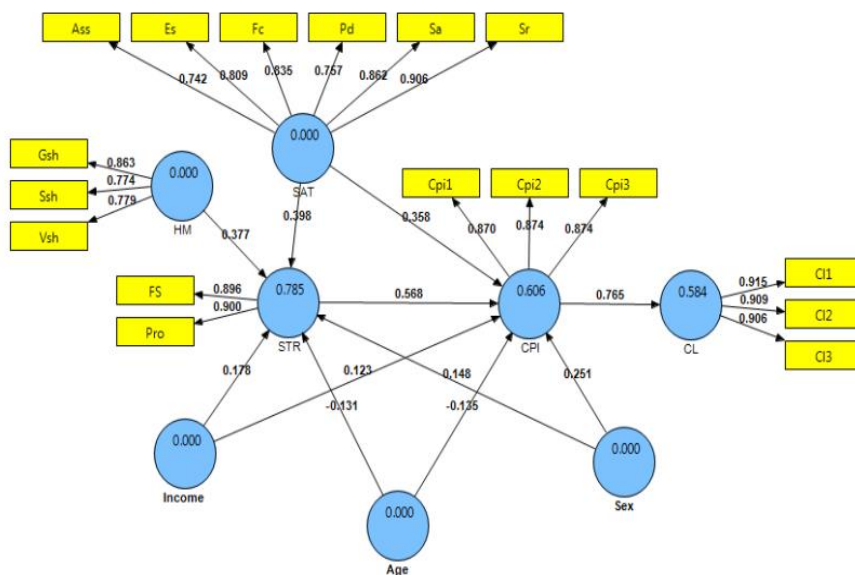 Ass Es Fc Pd Sa Sr
0.742 0.809 0.835 0.757 0.862 0.906
0.000
SAT
Gsh
Ssh
Vsh
0.863
0.774
0.779
0.000
HM
0.377
0.398
0.358
Cpi1 Cpi2 Cpi3
0.870 0.874 0.874
FS
Pro
0.896
0.900
0.785
STR
0.568
0.606
CPI
0.765
0.584
CL
0.915
0.909
0.906
Cl1
Cl2
Cl3
0.178
0.123
-0.131
-0.135
0.148
0.251
0.000
Income
0.000
Age
0.000
Sex